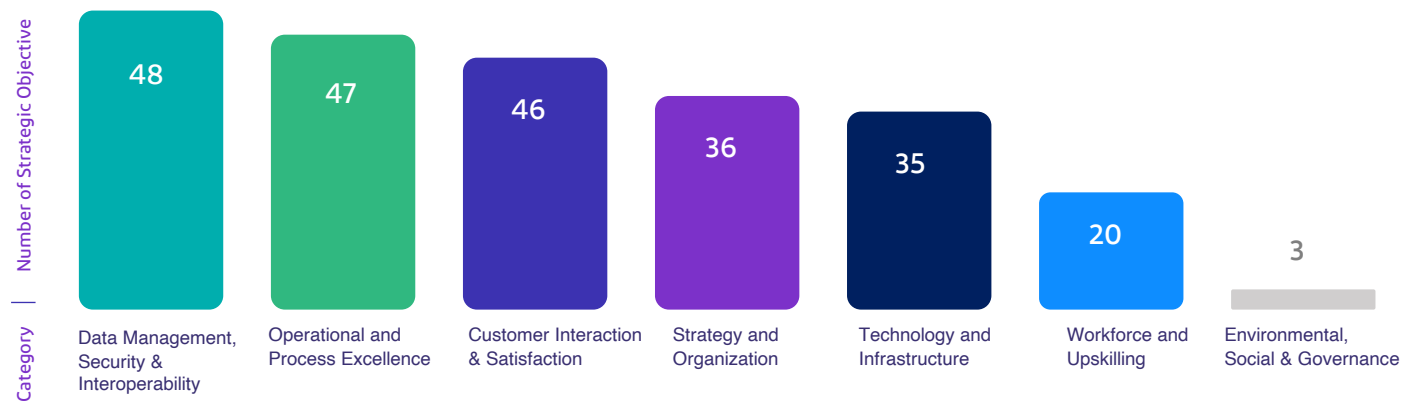 Number of Strategic Objective
48
47
46
36
35
20
3
Category
Data Management,
Security &
Interoperability
Operational and
Process Excellence
Customer Interaction
& Satisfaction
Strategy and
Organization
Technology and
Infrastructure
Workforce and
Upskilling
Environmental,
Social & Governance